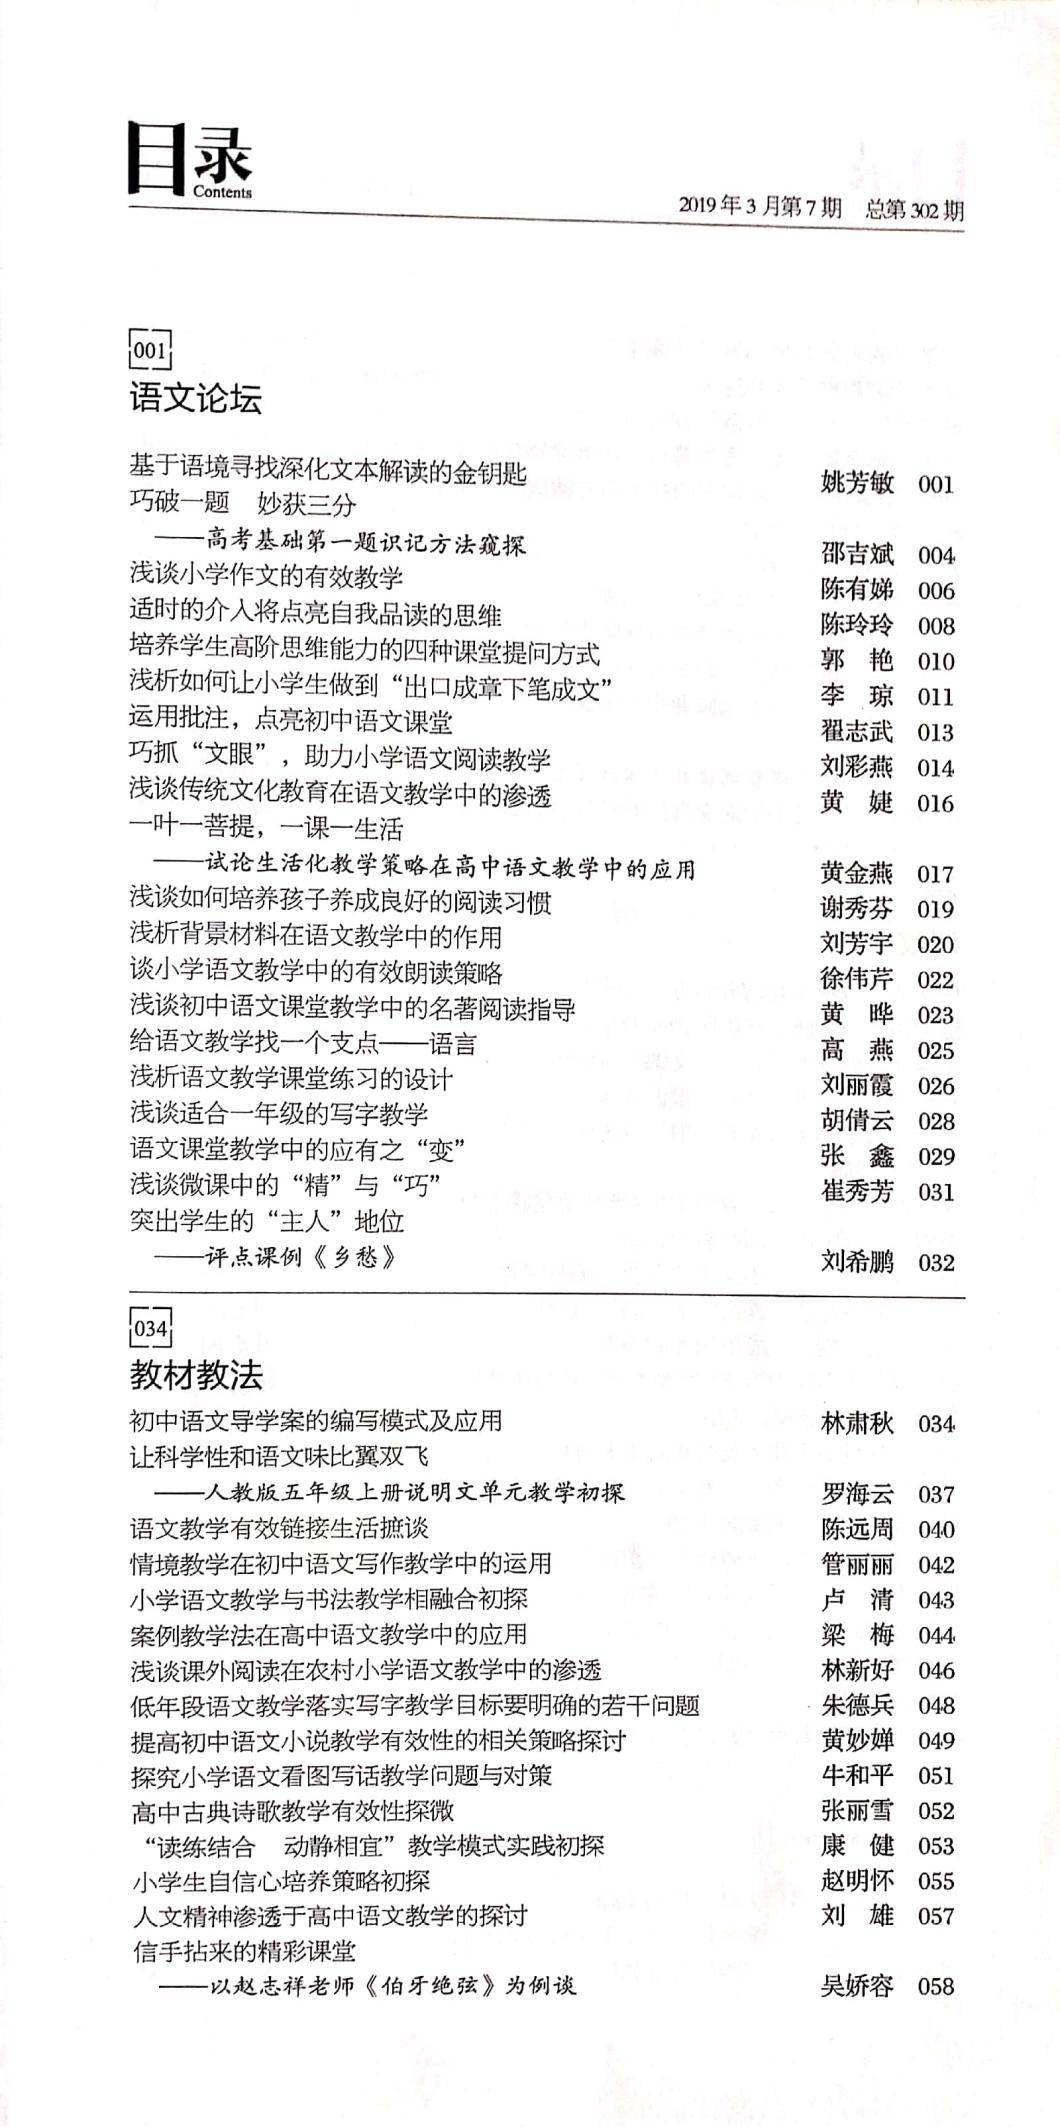 目录
Contents
2019年3月第7期 总第302期
001
语文论坛
基于语境寻找深化文本解读的金钥匙 姚芳敏 001
巧破一题 妙获三分
——高考基础第一题识记方法窥探 邵吉斌 004
浅谈小学作文的有效教学 陈有娣 006
适时的介入将点亮自我品读的思维 陈玲玲 008
培养学生高阶思维能力的四种课堂提问方式 郭 艳 010
浅析如何让小学生做到“出口成章下笔成文” 李 琼 011
运用批注，点亮初中语文课堂 翟志武 013
巧抓“文眼”，助力小学语文阅读教学 刘彩燕 014
浅谈传统文化教育在语文教学中的渗透 黄 婕 016
一叶一菩提，一课一生活
——试论生活化教学策略在高中语文教学中的应用 黄金燕 017
浅谈如何培养孩子养成良好的阅读习惯 谢秀芬 019
浅析背景材料在语文教学中的作用 刘芳宇 020
谈小学语文教学中的有效朗读策略 徐伟芹 022
浅谈初中语文课堂教学中的名著阅读指导 黄 晔 023
给语文教学找一个支点——语言 高 燕 025
浅析语文教学课堂练习的设计 刘丽霞 026
浅谈适合一年级的写字教学 胡倩云 028
语文课堂教学中的应有之“变” 张 鑫 029
浅谈微课中的“精”与“巧” 崔秀芳 031
突出学生的“主人”地位
——评点课例《乡愁》 刘希鹏 032
034
教材教法
初中语文导学案的编写模式及应用 林肃秋 034
让科学性和语文味比翼双飞
——人教版五年级上册说明文单元教学初探 罗海云 037
语文教学有效链接生活摭谈 陈远周 040
情境教学在初中语文写作教学中的运用 管丽丽 042
小学语文教学与书法教学相融合初探 卢 清 043
案例教学法在高中语文教学中的应用 梁 梅 044
浅谈课外阅读在农村小学语文教学中的渗透 林新好 046
低年段语文教学落实写字教学目标要明确的若干问题 朱德兵 048
提高初中语文小说教学有效性的相关策略探讨 黄妙婵 049
探究小学语文看图写话教学问题与对策 牛和平 051
高中古典诗歌教学有效性探微 张丽雪 052
“读练结合 动静相宜”教学模式实践初探 康 健 053
小学生自信心培养策略初探 赵明怀 055
人文精神渗透于高中语文教学的探讨 刘 雄 057
信手拈来的精彩课堂
——以赵志祥老师《伯牙绝弦》为例谈 吴娇容 058